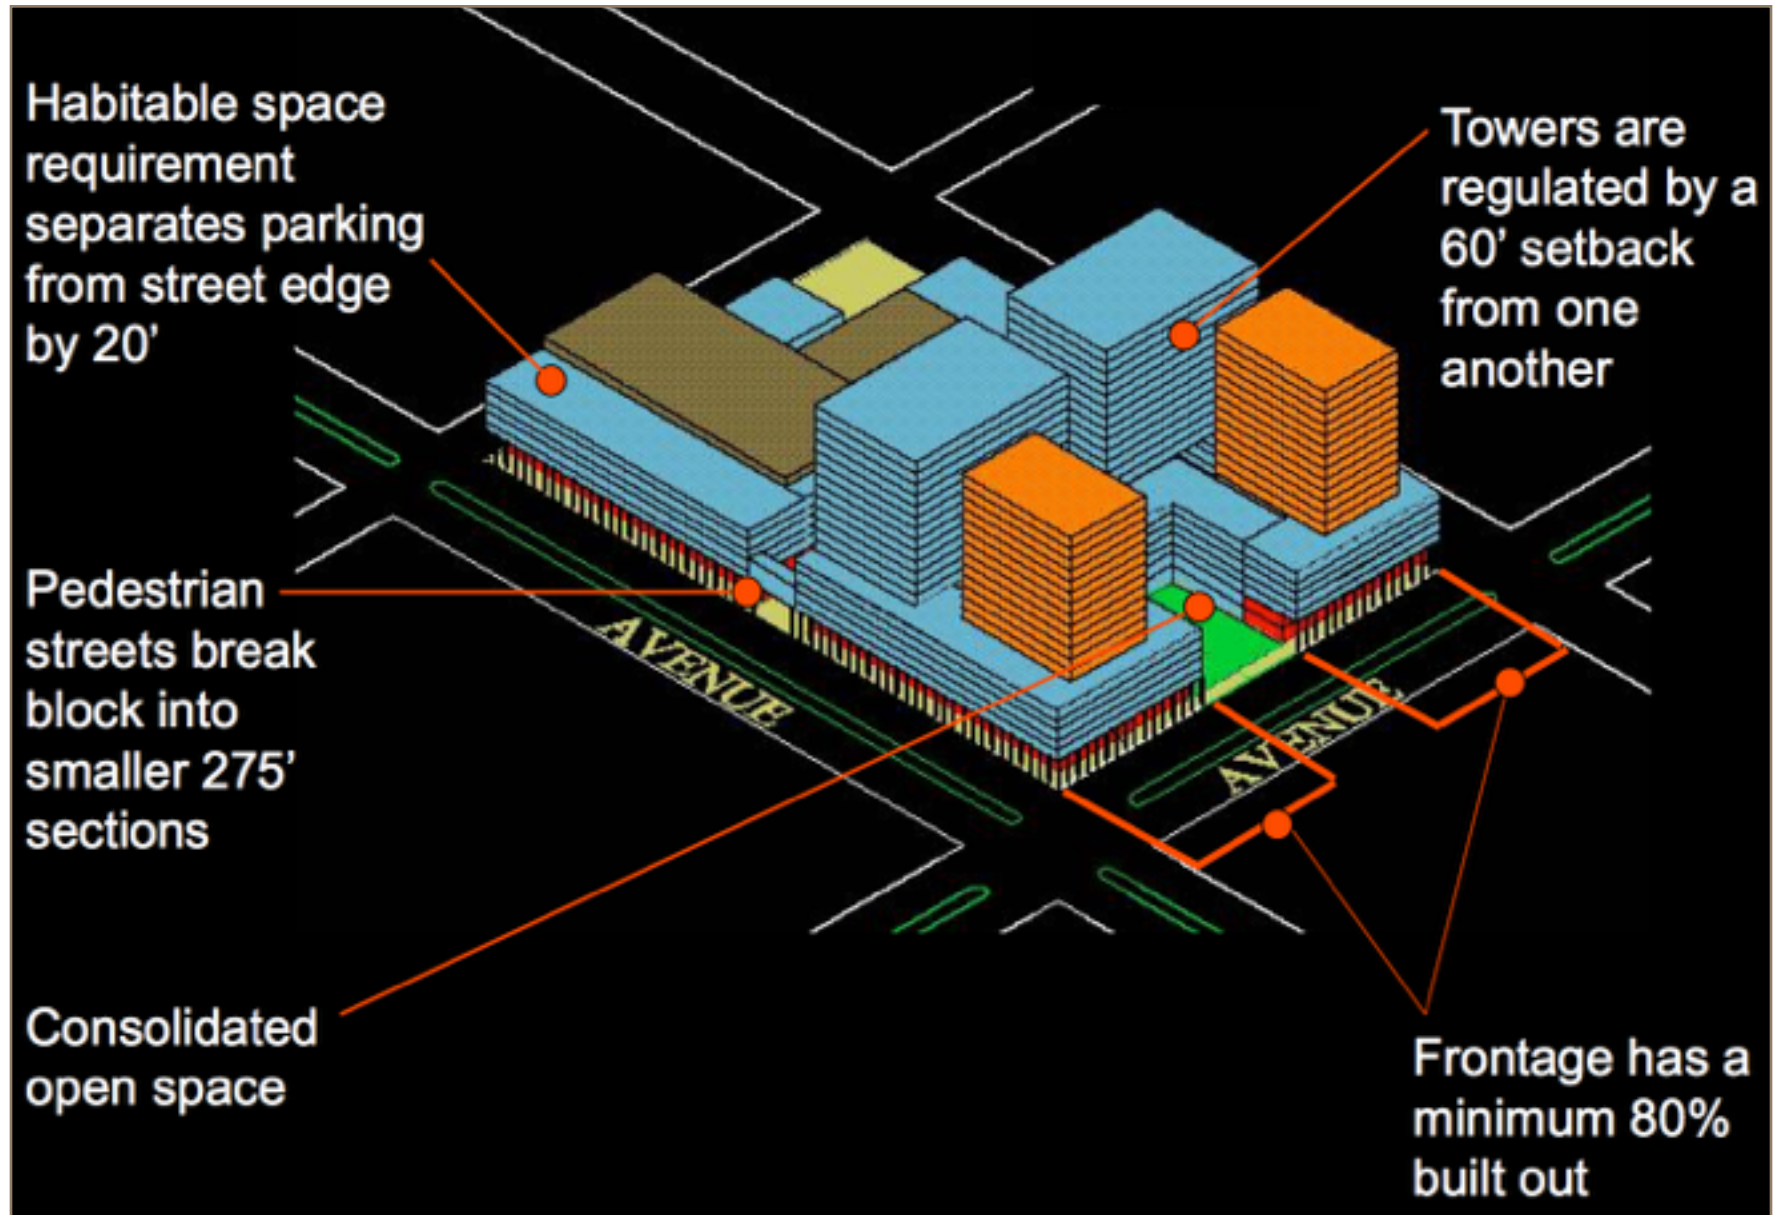 Habitable space
requirement
separates parking
from street edge
by 20’
Towers are
regulated by a
60’ setback
from one
another
Pedestrian
streets break
block into
smaller 275’
sections
AVENUE
AVENUE
Consolidated
open space
Frontage has a
minimum 80%
built out